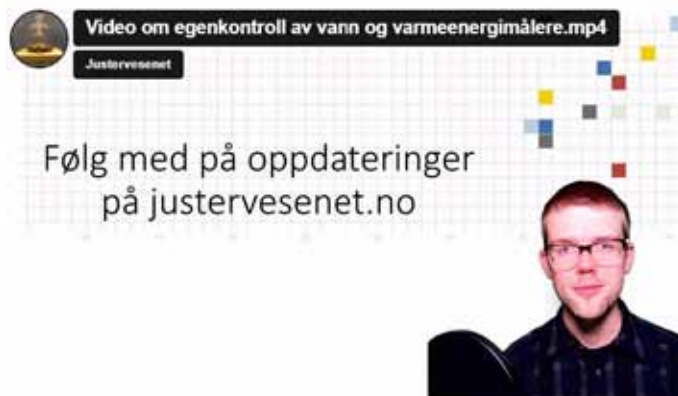 Video om egenkontroll av vann og varmeenergimålere.mp4
Justervesenet
Følg med på oppdateringer
på justervesenet.no